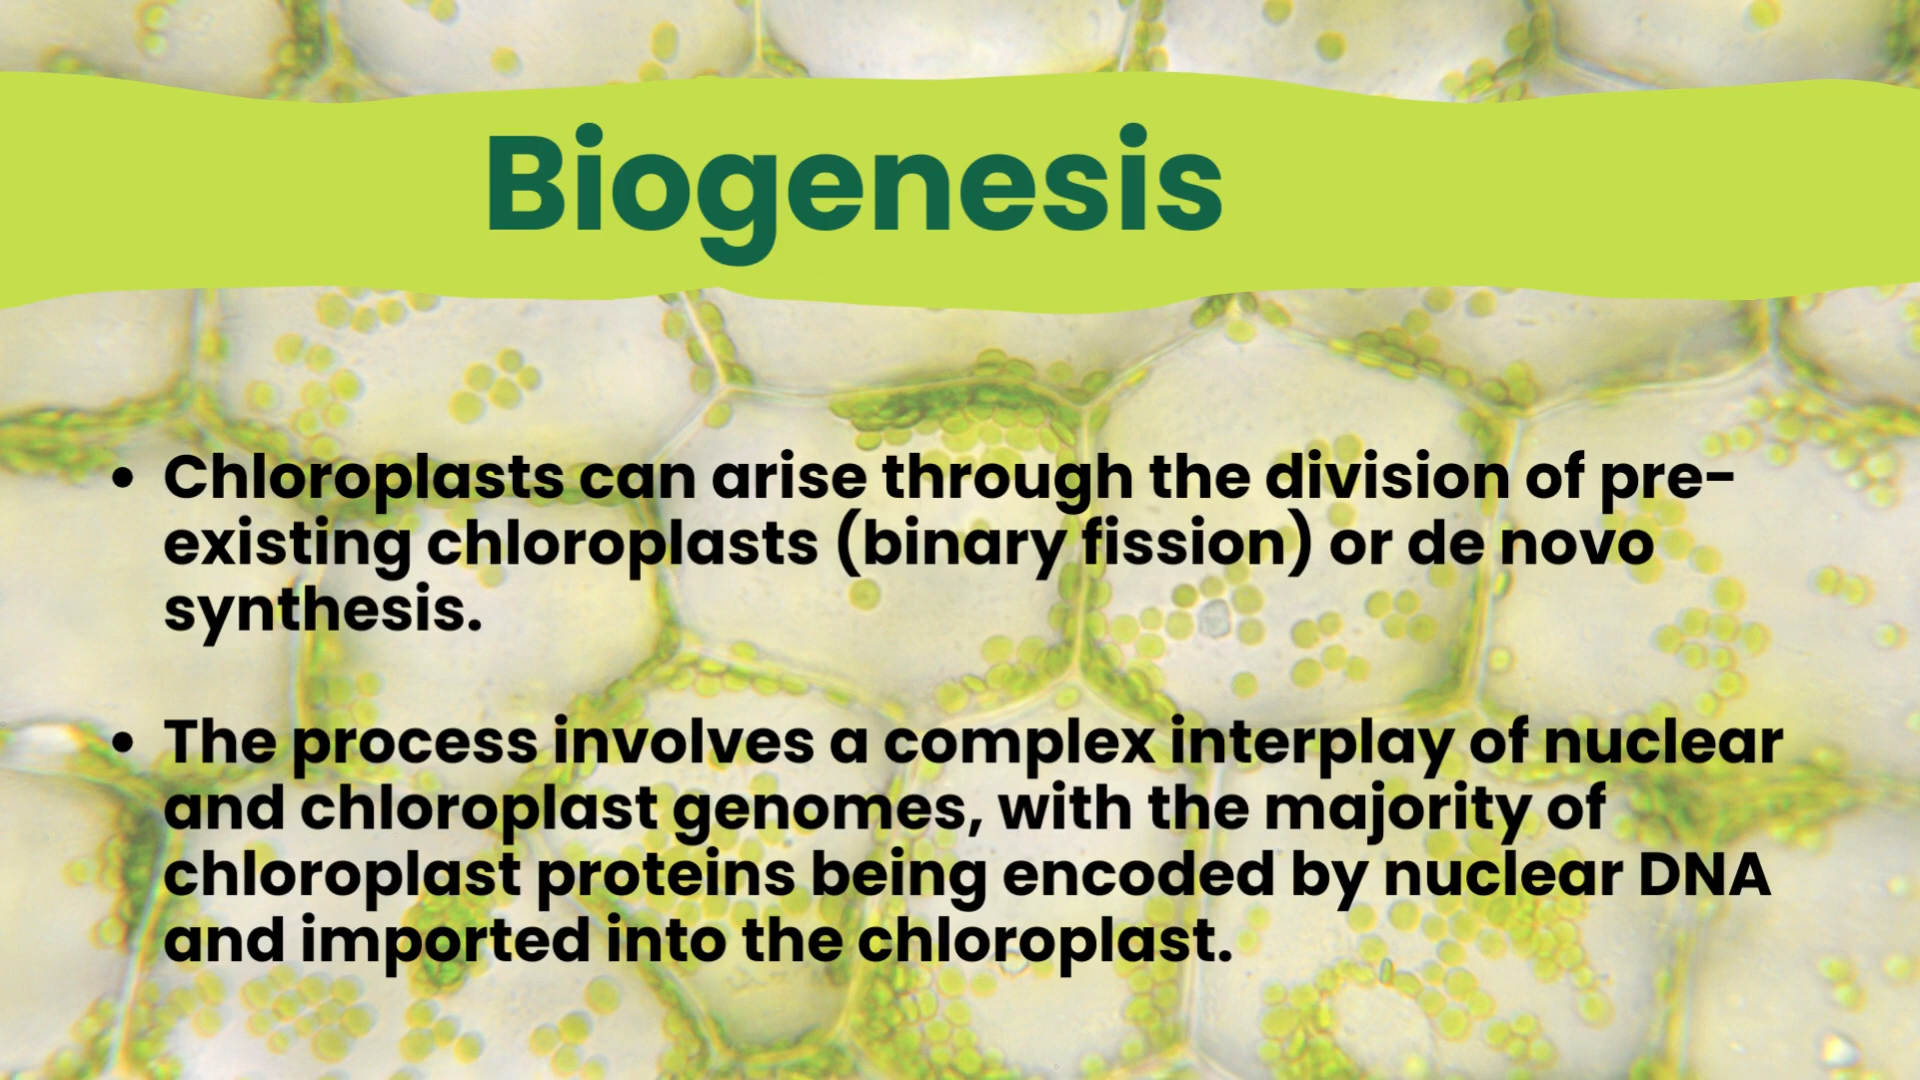 Biogenesis
• Chloroplasts can arise through the division of pre-
existing chloroplasts (binary fission) or de novo
synthesis.
• The process involves a complex interplay of nuclear
and chloroplast genomes, with the majority of
chloroplast proteins being encoded by nuclear DNA
and imported into the chloroplast.